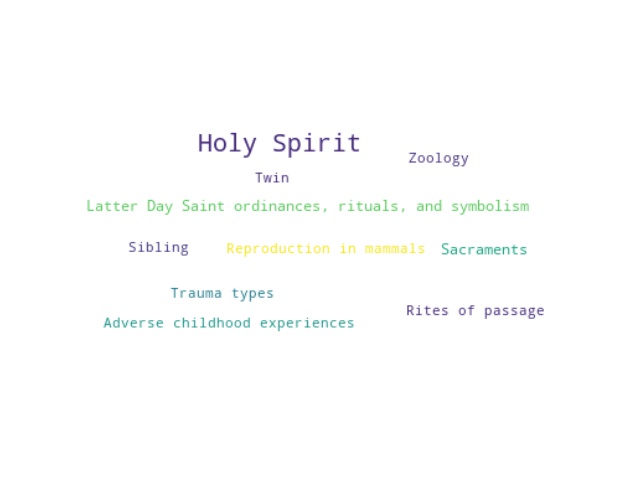 Holy Spirit
Zoology
Twin
Latter Day Saint ordinances, rituals, and symbolism
Sibling
Reproduction in mammals
Sacraments
Trauma types
Rites of passage
Adverse childhood experiences